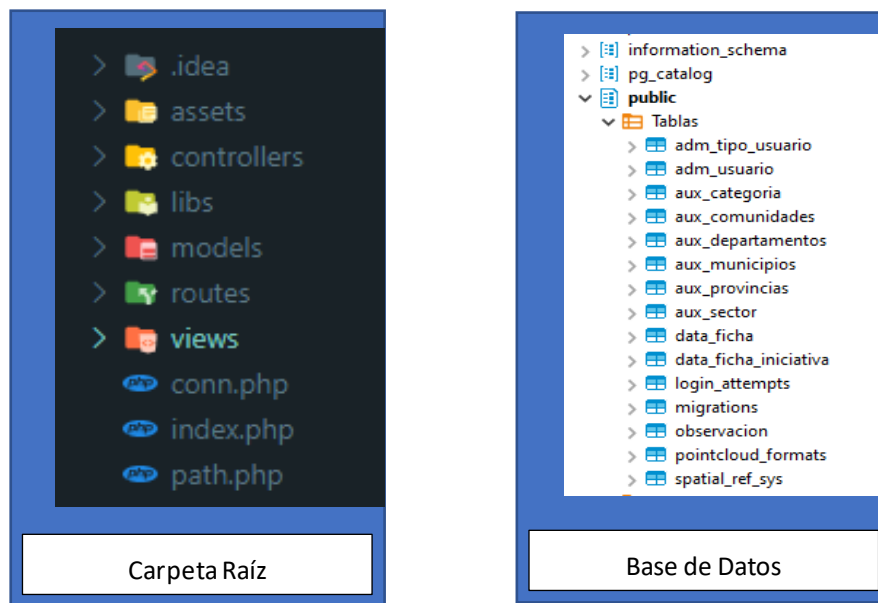 .idea
assets
controllers
libs
models
routes
views
conn.php
index.php
path.php
Carpeta Raíz
information_schema
pg_catalog
public
Tablas
adm_tipo_usuario
adm_usuario
aux_categoria
aux_comunidades
aux_departamentos
aux_municipios
aux_provincias
aux_sector
data_ficha
data_ficha_iniciativa
login_attempts
migrations
observacion
pointcloud_formats
spatial_ref_sys
Base de Datos